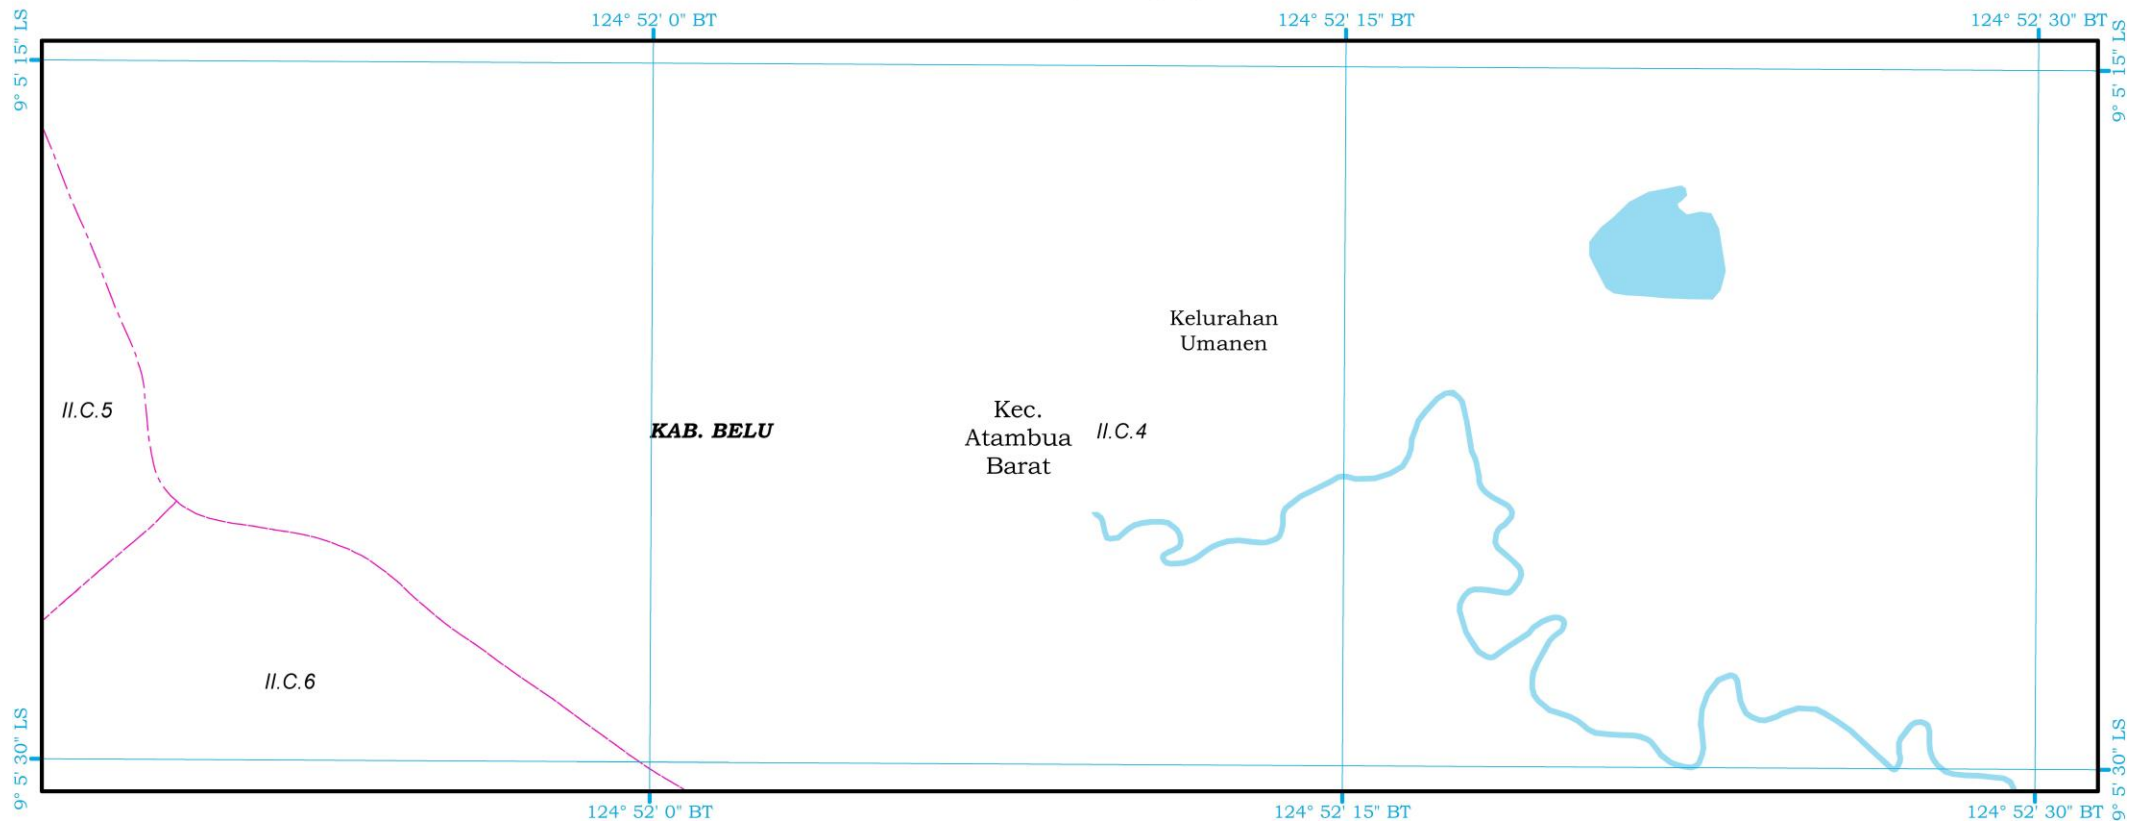 124° 52' 0" BT
124° 52' 15" BT
124° 52' 30" BT
9° 5' 15" LS
9° 5' 15" LS
Kelurahan
Umanen
II.C.5
KAB. BELU
Kec.
Atambua
Barat
II.C.4
II.C.6
9° 5' 30" LS
9° 5' 30" LS
124° 52' 0" BT
124° 52' 15" BT
124° 52' 30" BT